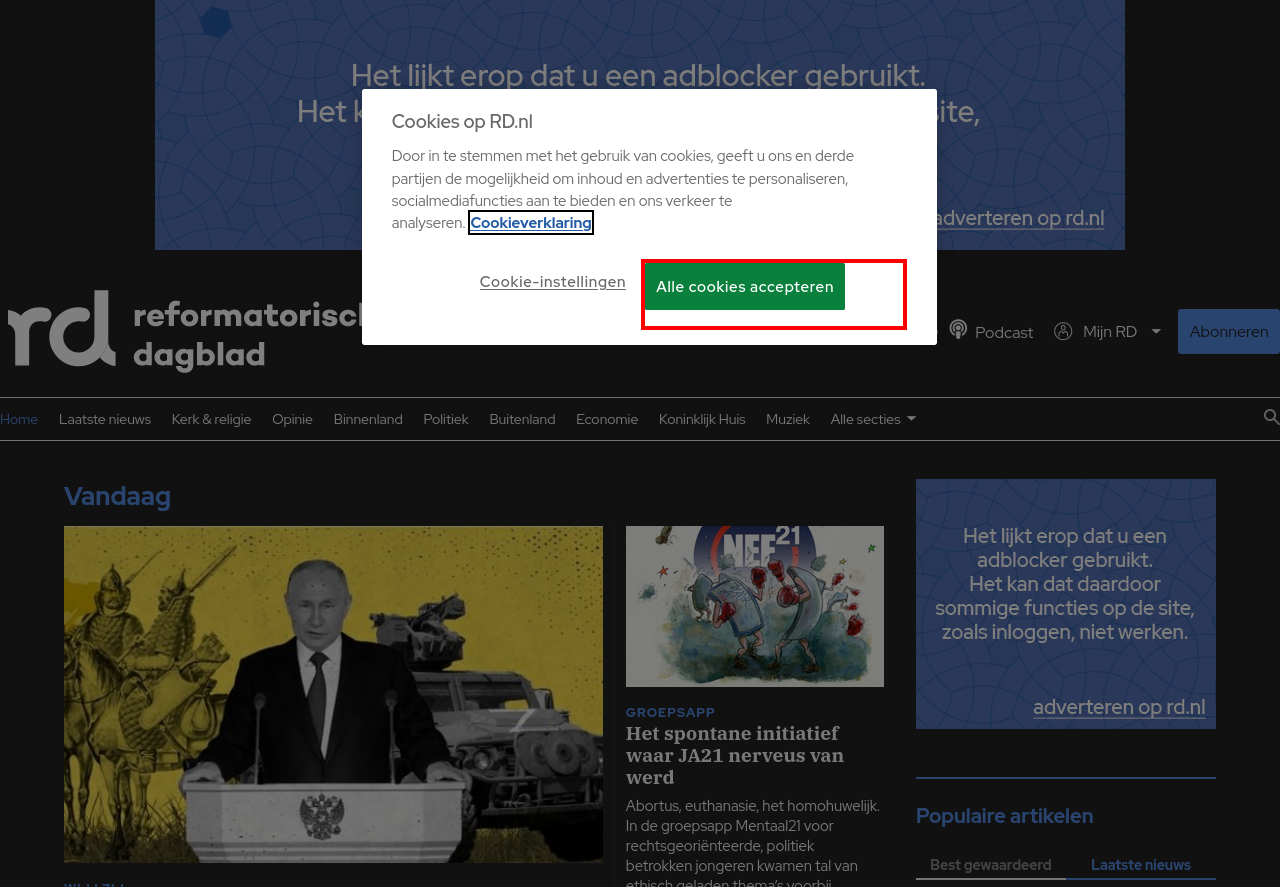 Het lijkt erop dat u een adblocker gebruikt.
Het k
site,
adverteren op rd.nl
Cookies op RD.nl
Door in te stemmen met het gebruik van cookies, geeft u ons en derde
partijen de mogelijkheid om inhoud en advertenties te personaliseren,
socialmediafuncties aan te bieden en ons verkeer te
analyseren. Cookieverklaring
Cookie-instellingen
Alle cookies accepteren
rd reformatorisch
dagblad
Podcast
Mijn RD
Abonneren
Home Laatste nieuws Kerk & religie Opinie Binnenland Politiek Buitenland Economie Koninklijk Huis Muziek Alle secties
Vandaag
NEE21
GROEPSAPP
Het spontane initiatief
waar JA21 nerveus van
werd
Abortus, euthanasie, het homohuwelijk.
In de groepsapp Mentaal21 voor
rechtsgeoriënteerde, politiek
betrokken jongeren kwamen tal van
ethisch geladen thema's voorbij.
Het lijkt erop dat u een
adblocker gebruikt.
Het kan dat daardoor
sommige functies op de site,
zoals inloggen, niet werken.
adverteren op rd.nl
Populaire artikelen
Best gewaardeerd
Laatste nieuws